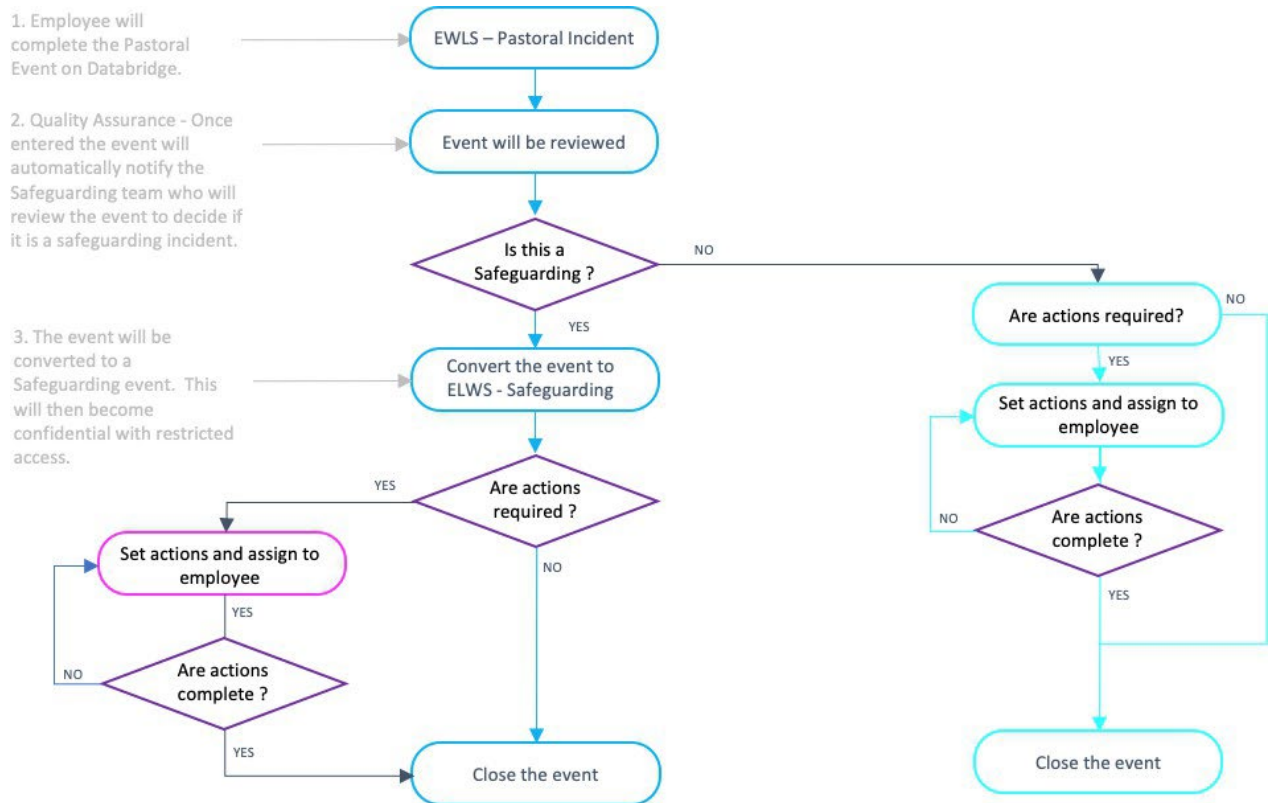 1. Employee will
complete the Pastoral
Event on Databridge.
EWLS – Pastoral Incident
2. Quality Assurance - Once
entered the event will
automatically notify the
Safeguarding team who will
review the event to decide if
it is a safeguarding incident.
Event will be reviewed
Is this a
Safeguarding ?
NO
YES
Are actions required?
NO
YES
3. The event will be
converted to a
Safeguarding event.  This
will then become
confidential with restricted
access.
Convert the event to
ELWS - Safeguarding
Set actions and assign to
employee
YES
Are actions
required ?
NO
NO
Are actions
complete ?
YES
Set actions and assign to
employee
YES
NO
Are actions
complete ?
YES
Close the event
Close the event